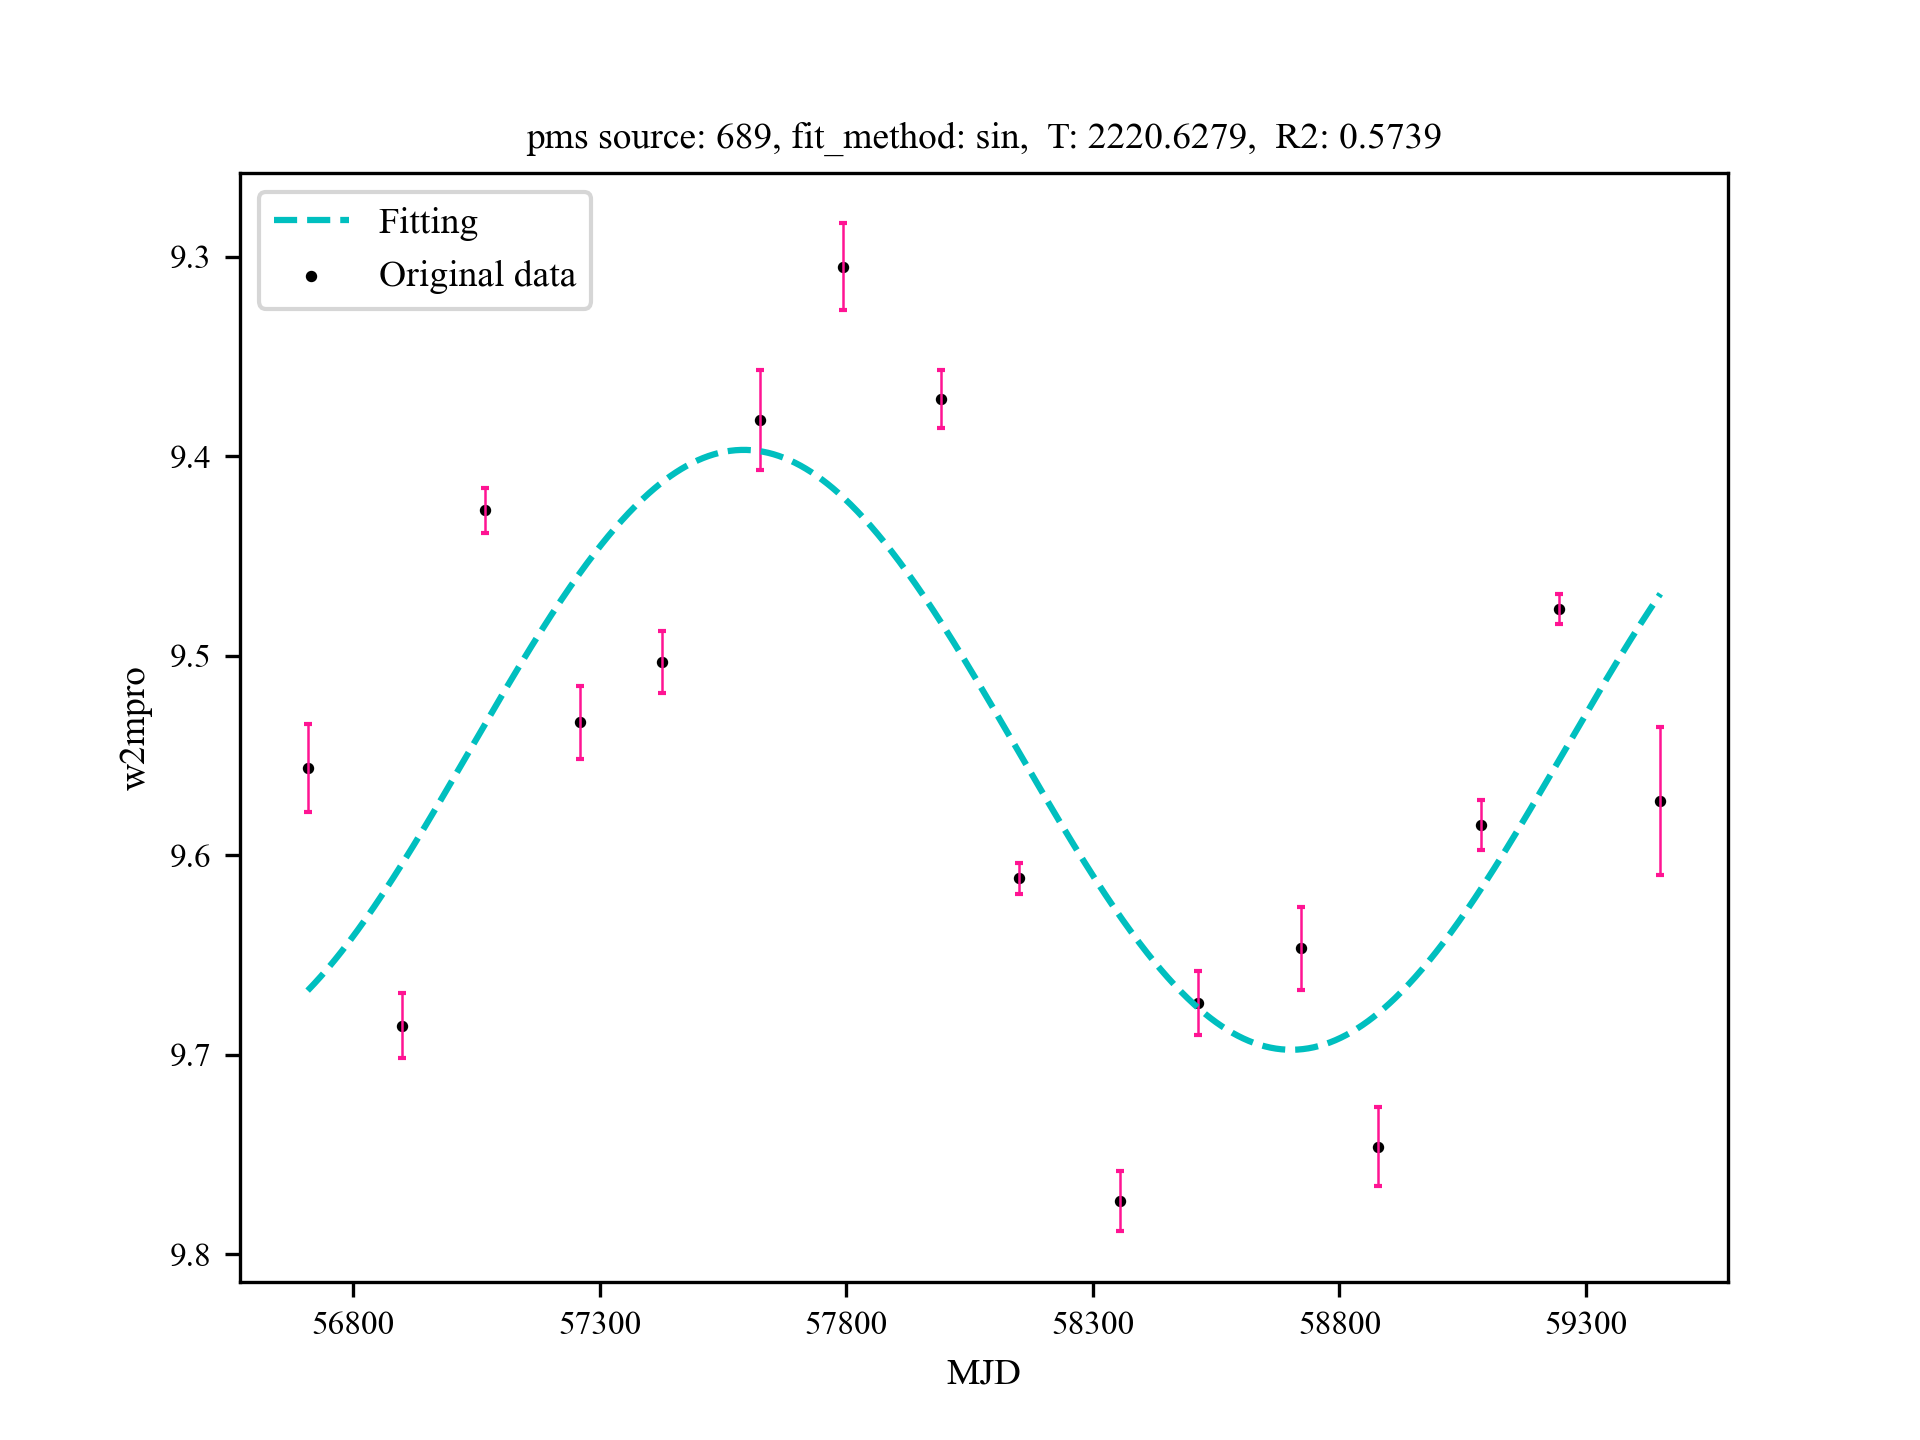 pms source: 689, fit_method: sin,  T: 2220.6279,  R2: 0.5739
Fitting
Original data
9.3
9.4
9.5
9.6
9.7
9.8
w2mpro
56800
57300
57800
58300
58800
59300
MJD